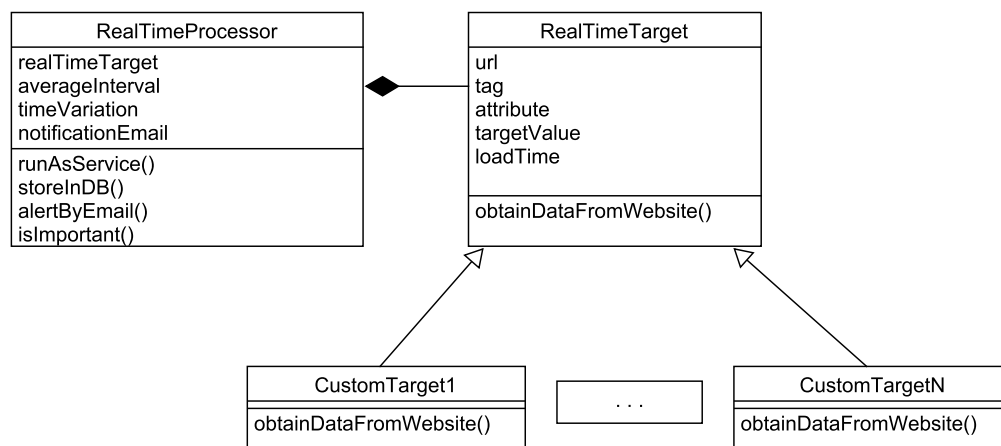 RealTimeProcessor
realTimeTarget
averageInterval
timeVariation
notificationEmail
runAsService()
storeInDB()
alertByEmail()
isImportant()
RealTimeTarget
url
tag
attribute
targetValue
loadTime
obtainDataFromWebsite()
CustomTarget1
obtainDataFromWebsite()
. . .
CustomTargetN
obtainDataFromWebsite()